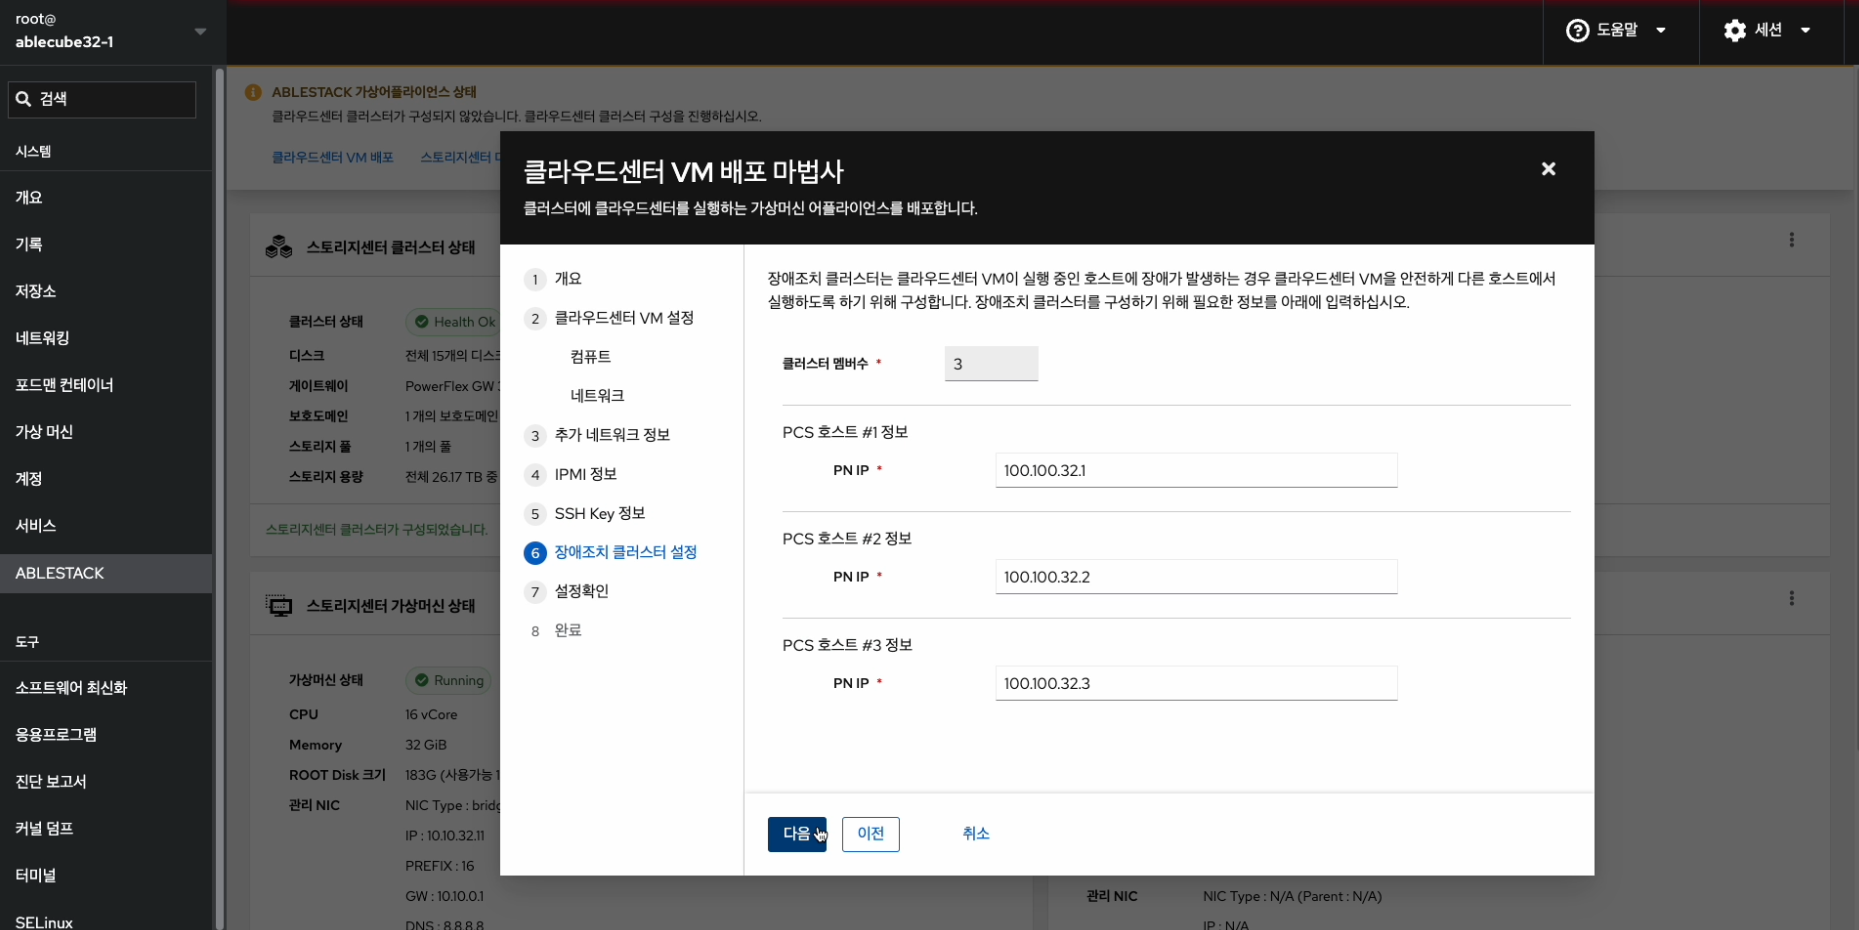 root@
ablecube32-1
도움말
세션
검색
시스템
개요
기록
저장소
네트워킹
포드맨 컨테이너
가상 머신
계정
서비스
ABLESTACK
도구
소프트웨어 최신화
응용프로그램
진단 보고서
커널 덤프
터미널
SELinux
ABLESTACK 가상어플라이언스 상태
클라우드센터 클러스터가 구성되지 않았습니다. 클라우드센터 클러스터 구성을 진행하십시오.
클라우드센터 VM 배포
스토리지센터
스토리지센터 클러스터 상태
클러스터 상태
Health Ok
디스크
전체 15개의 디스크
게이트웨이
PowerFlex GW
보호도메인
1 개의 보호도메인
스토리지 풀
1 개의 풀
스토리지 용량
전체 26.17 TB 중
스토리지센터 클러스터가 구성되었습니다.
스토리지센터 가상머신 상태
가상머신 상태
Running
CPU
16 vCore
Memory
32 GiB
ROOT Disk 크기
183G (사용가능 1
관리 NIC
NIC Type : bridg
IP : 10.10.32.11
PREFIX : 16
GW : 10.10.0.1
DNS : 8.8.8.8
관리 NIC
NIC Type : N/A (Parent : N/A)
IP : N/A
클라우드센터 VM 배포 마법사
클러스터에 클라우드센터를 실행하는 가상머신 어플라이언스를 배포합니다.
1 개요
2 클라우드센터 VM 설정
컴퓨트
네트워크
3 추가 네트워크 정보
4 IPMI 정보
5 SSH Key 정보
6 장애조치 클러스터 설정
7 설정확인
8 완료
장애조치 클러스터는 클라우드센터 VM이 실행 중인 호스트에 장애가 발생하는 경우 클라우드센터 VM을 안전하게 다른 호스트에서
실행하도록 하기 위해 구성합니다. 장애조치 클러스터를 구성하기 위해 필요한 정보를 아래에 입력하십시오.
클러스터 멤버수 *
3
PCS 호스트 #1 정보
PN IP *
100.100.32.1
PCS 호스트 #2 정보
PN IP *
100.100.32.2
PCS 호스트 #3 정보
PN IP *
100.100.32.3
다음
이전
취소